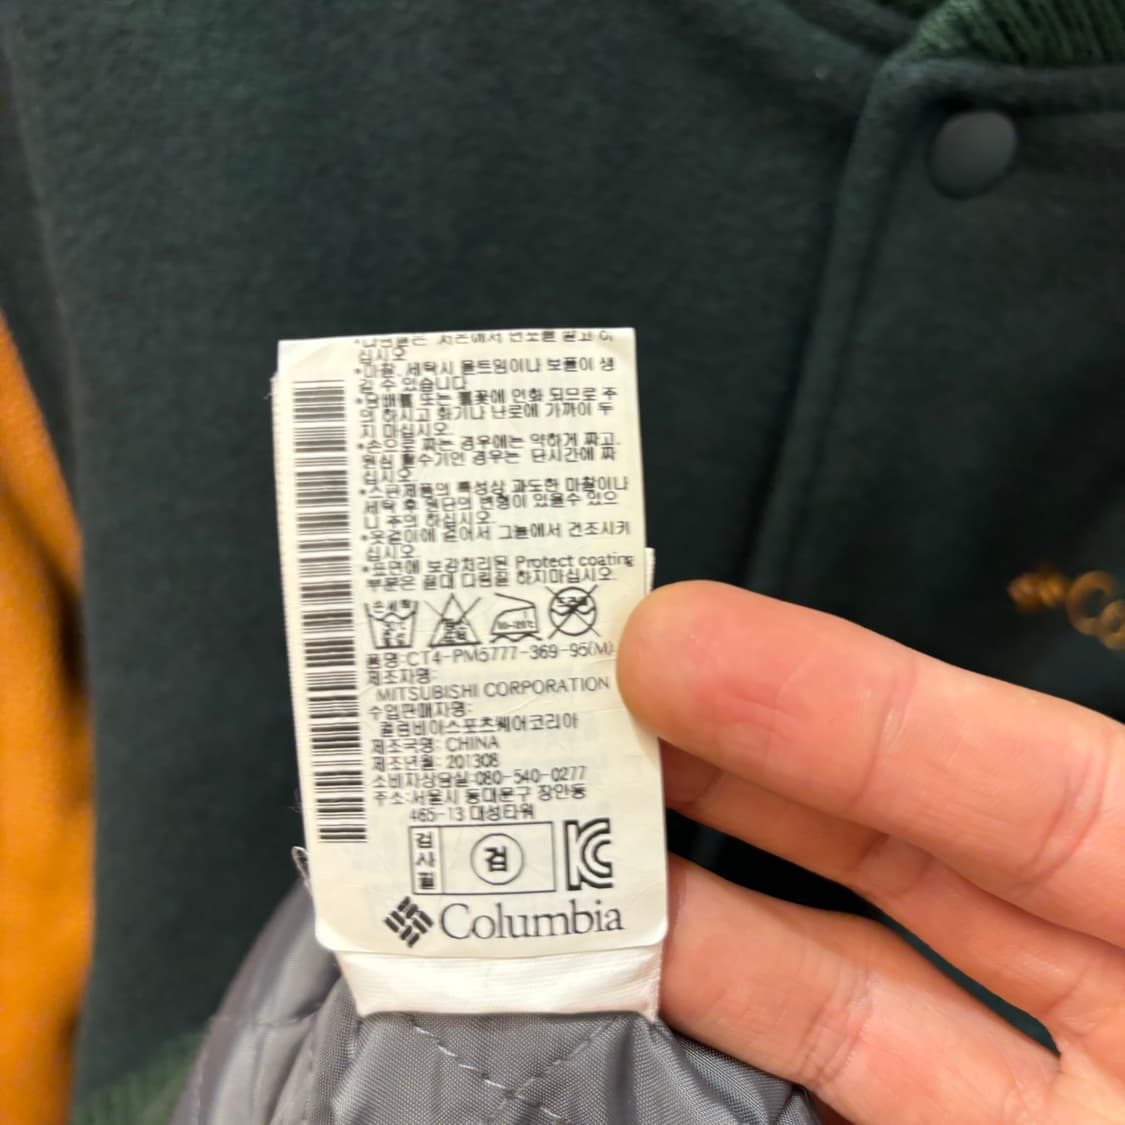 십시오
*마찰, 세탁시 올트임이나 보풀이 생
길 수 있습니다
*담배불 또는 불꽃에 인화 되므로 주
의 하시고 화기나 난로에 가까이 두
지 마십시오.
*손으로 짜는 경우에는 약하게 짜고,
원심 탈수기인 경우는 단시간에 짜
십시오
*스판제품의 특성상 과도한 마찰이나
세탁 후 원단의 변형이 있을수 있으
니 주의 하십시오
*옷걸이에 걸어서 그늘에서 건조시키
십시오
*표면에 보강처리된 Protect coating
부분은 절대 다림질 하지마십시오.
손세탁
품명:CT4-PM5777-369-95(M)
제조자명:
MITSUBISHI CORPORATION
수입판매자명:
컬럼비아스포츠웨어코리아
제조국명: CHINA
제조년월: 201308
소비자상담실:080-540-0277
주소:서울시 동대문구 장안동
465-13 대성타워
검사필
검
KC
Columbia